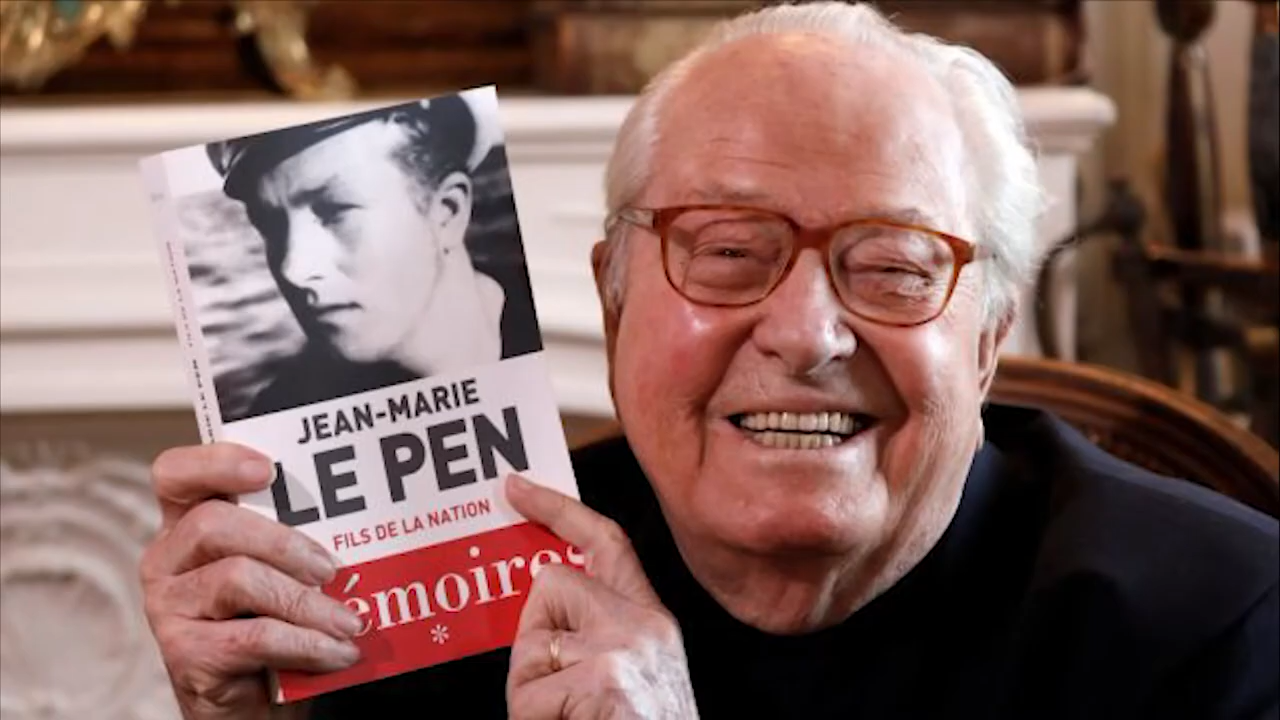 JEAN-MARIE
LE PEN
FILS DE LA NATION
émoires
*